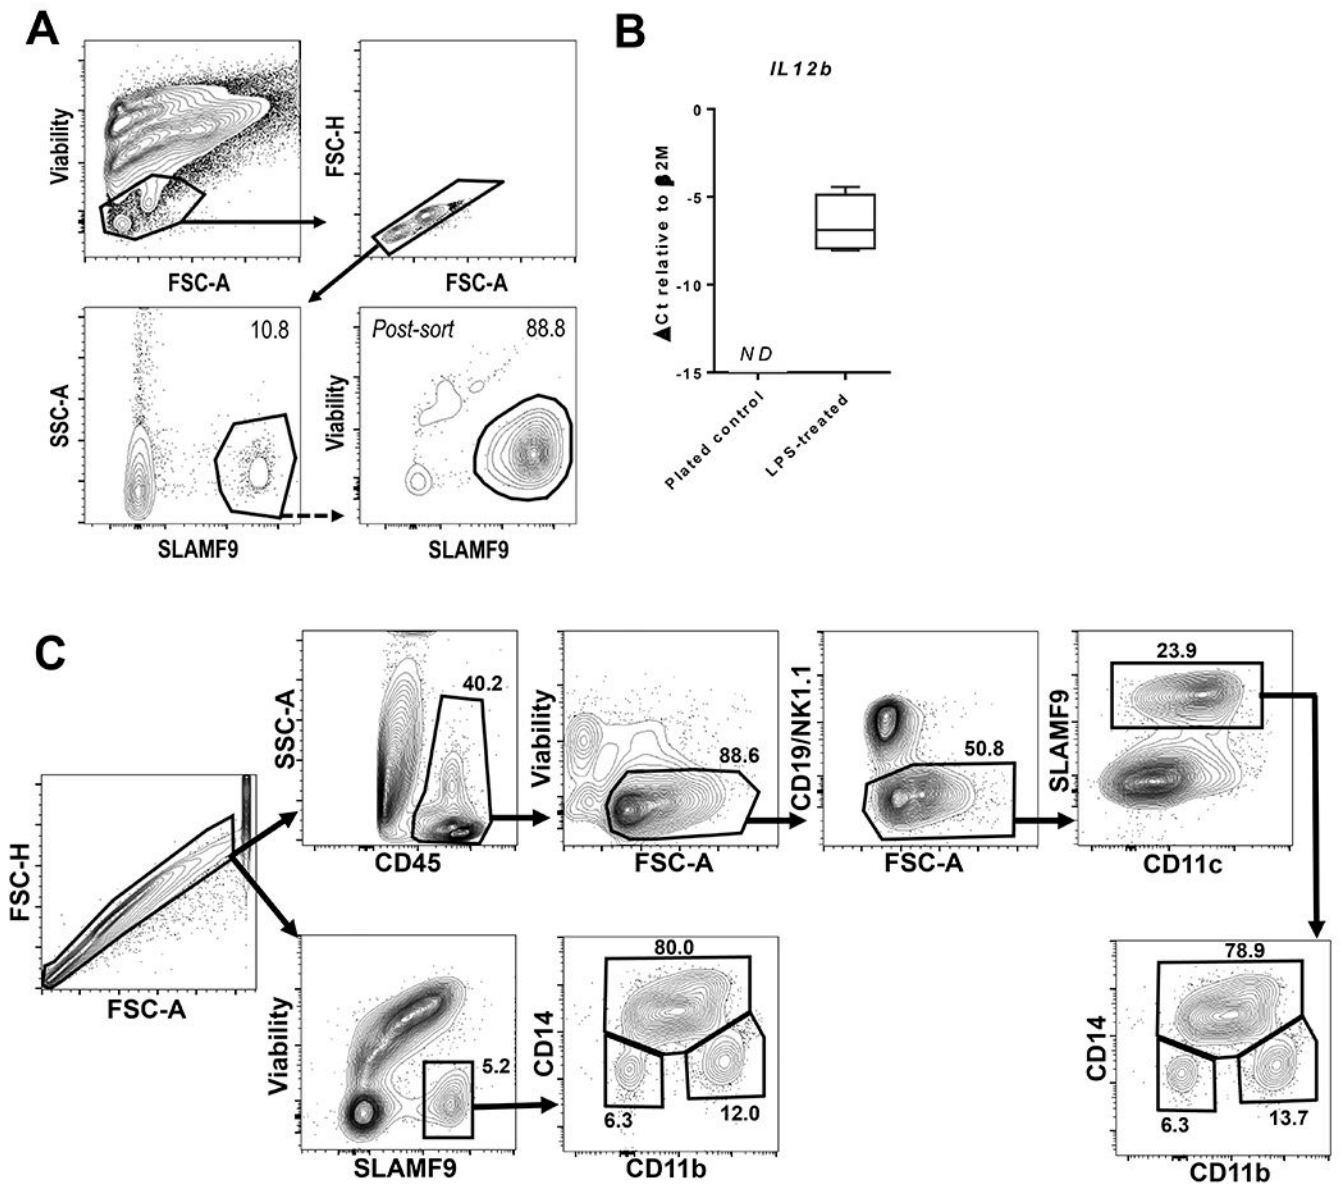 A
Viability
FSC-A
FSC-H
FSC-A
SSC-A
10.8
SLAMF9
Post-sort 88.8
Viability
SLAMF9
B
IL12b
▲Ct relative to β2M
0
-5
-10
-15
ND
Plated control
LPS-treated
C
FSC-H
FSC-A
SSC-A
40.2
CD45
Viability
88.6
FSC-A
CD19/NK1.1
50.8
FSC-A
SLAMF9
23.9
CD11c
Viability
5.2
SLAMF9
CD14
80.0
6.3
12.0
CD11b
CD14
78.9
6.3
13.7
CD11b